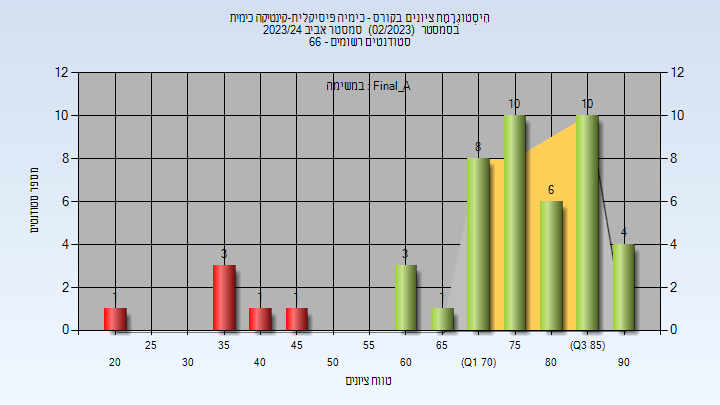 היסטוגרמת ציונים בקורס - כימיה פיסיקלית-קינטיקה כימית
בסמסטר (02/2023) סמסטר אביב 2023/24
סטודנטים רשומים - 66
במשימה : Final_A
מספר סטודנטים
12 12
10 10
8 8
6 6
4 4
2 2
0 0
1 3 1 1 3 1 8 10 6 10 4
25 35 45 55 65 75 (Q3 85)
20 30 40 50 60 (Q1 70) 80 90
טווח ציונים